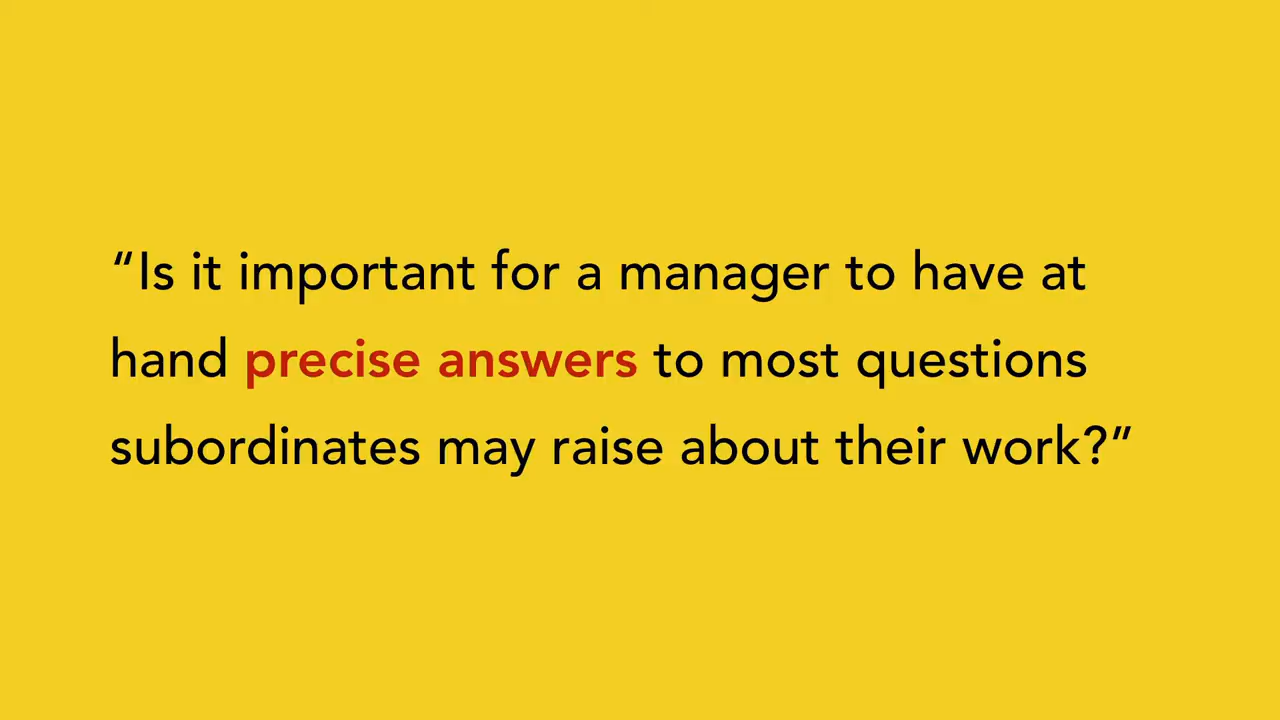 “Is it important for a manager to have at
hand precise answers to most questions
subordinates may raise about their work?”